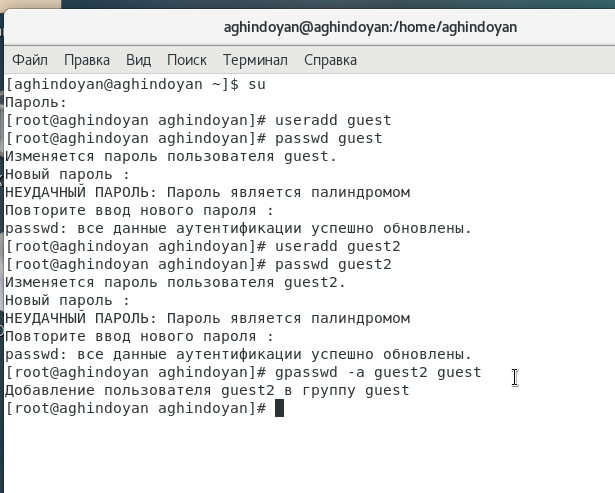 aghindoyan@aghindoyan:/home/aghindoyan
Файл Правка Вид Поиск Терминал Справка
[aghindoyan@aghindoyan ~]$ su
Пароль:
[root@aghindoyan aghindoyan]# useradd guest
[root@aghindoyan aghindoyan]# passwd guest
Изменяется пароль пользователя guest.
Новый пароль :
НЕУДАЧНЫЙ ПАРОЛЬ: Пароль является палиндромом
Повторите ввод нового пароля :
passwd: все данные аутентификации успешно обновлены.
[root@aghindoyan aghindoyan]# useradd guest2
[root@aghindoyan aghindoyan]# passwd guest2
Изменяется пароль пользователя guest2.
Новый пароль :
НЕУДАЧНЫЙ ПАРОЛЬ: Пароль является палиндромом
Повторите ввод нового пароля :
passwd: все данные аутентификации успешно обновлены.
[root@aghindoyan aghindoyan]# gpasswd -a guest2 guest
Добавление пользователя guest2 в группу guest
[root@aghindoyan aghindoyan]#